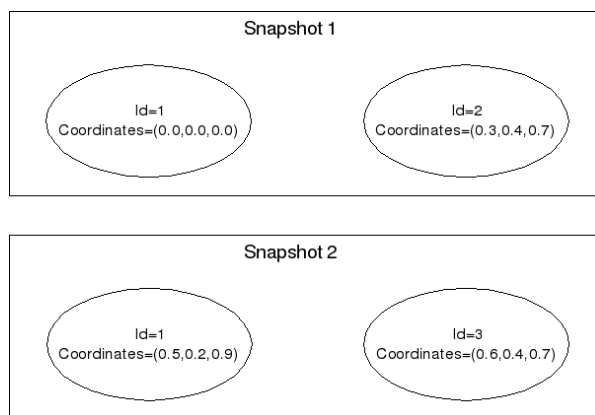 Snapshot 1
Id=1
Coordinates=(0.0,0.0,0.0)
Id=2
Coordinates=(0.3,0.4,0.7)
Snapshot 2
Id=1
Coordinates=(0.5,0.2,0.9)
Id=3
Coordinates=(0.6,0.4,0.7)